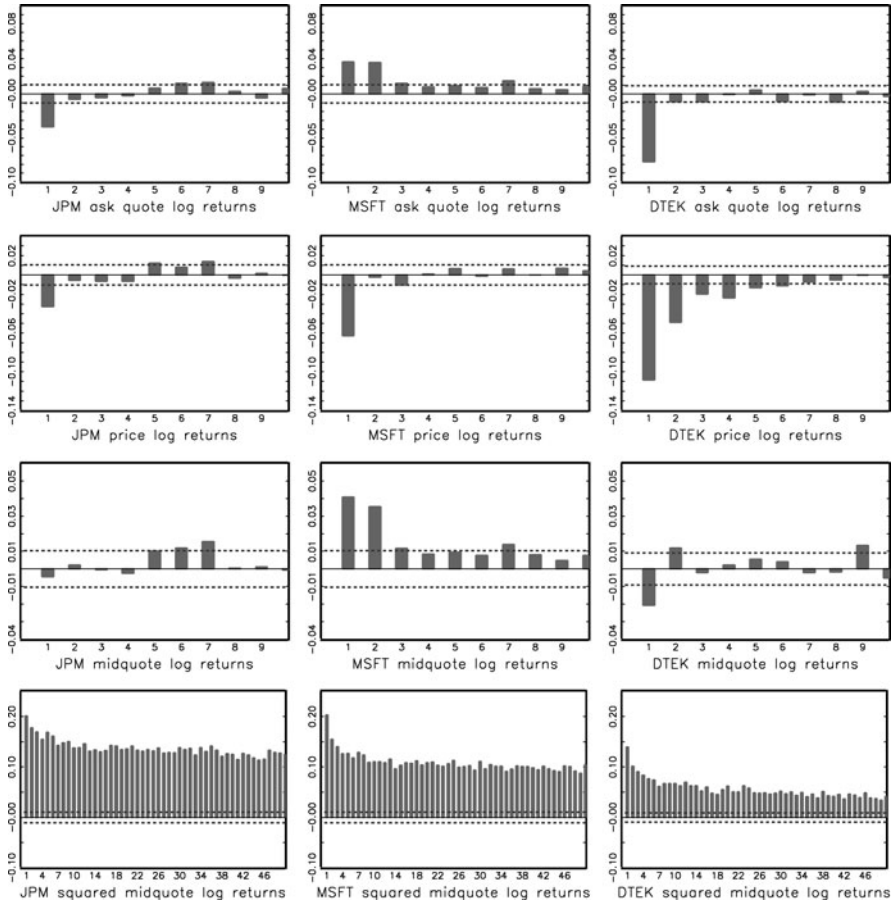 0.08
0.04
-0.00
-0.05
-0.10
1 2 3 4 5 6 7 8 9
JPM ask quote log returns
0.08
0.04
-0.00
-0.05
-0.10
1 2 3 4 5 6 7 8 9
MSFT ask quote log returns
0.08
0.04
-0.00
-0.05
-0.10
1 2 3 4 5 6 7 8 9
DTEK ask quote log returns
0.02
-0.02
-0.06
-0.10
-0.14
1 2 3 4 5 6 7 8 9
JPM price log returns
0.02
-0.02
-0.06
-0.10
-0.14
1 2 3 4 5 6 7 8 9
MSFT price log returns
0.02
-0.02
-0.06
-0.10
-0.14
1 2 3 4 5 6 7 8 9
DTEK price log returns
0.05
0.03
0.01
-0.01
-0.04
1 2 3 4 5 6 7 8 9
JPM midquote log returns
0.05
0.03
0.01
-0.01
-0.04
1 2 3 4 5 6 7 8 9
MSFT midquote log returns
0.05
0.03
0.01
-0.01
-0.04
1 2 3 4 5 6 7 8 9
DTEK midquote log returns
0.20
0.10
-0.00
-0.10
1 4 7 10 14 18 22 26 30 34 38 42 46
JPM squared midquote log returns
0.20
0.10
-0.00
-0.10
1 4 7 10 14 18 22 26 30 34 38 42 46
MSFT squared midquote log returns
0.20
0.10
-0.00
-0.10
1 4 7 10 14 18 22 26 30 34 38 42 46
DTEK squared midquote log returns